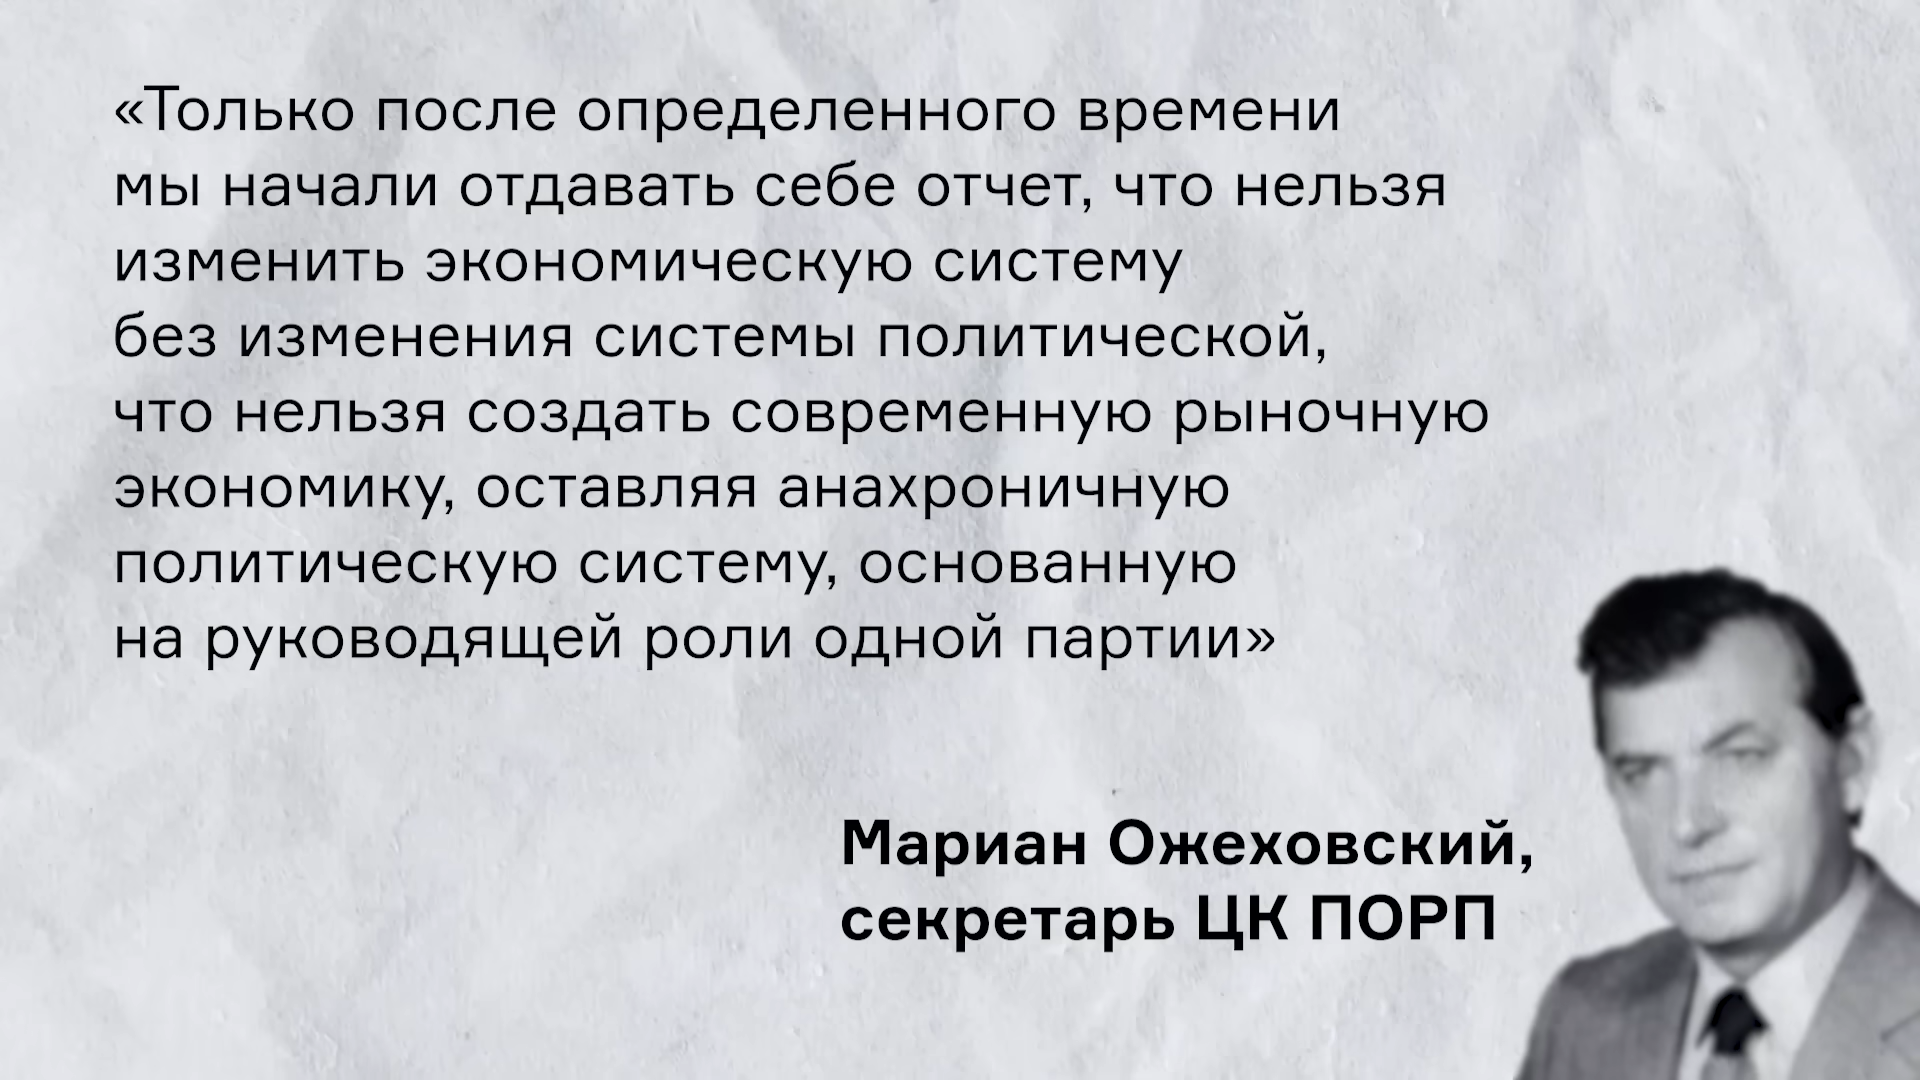 «Только после определенного времени
мы начали отдавать себе отчет, что нельзя
изменить экономическую систему
без изменения системы политической,
что нельзя создать современную рыночную
экономику, оставляя анахроничную
политическую систему, основанную
на руководящей роли одной партии»
Мариан Ожеховский,
секретарь ЦК ПОРП